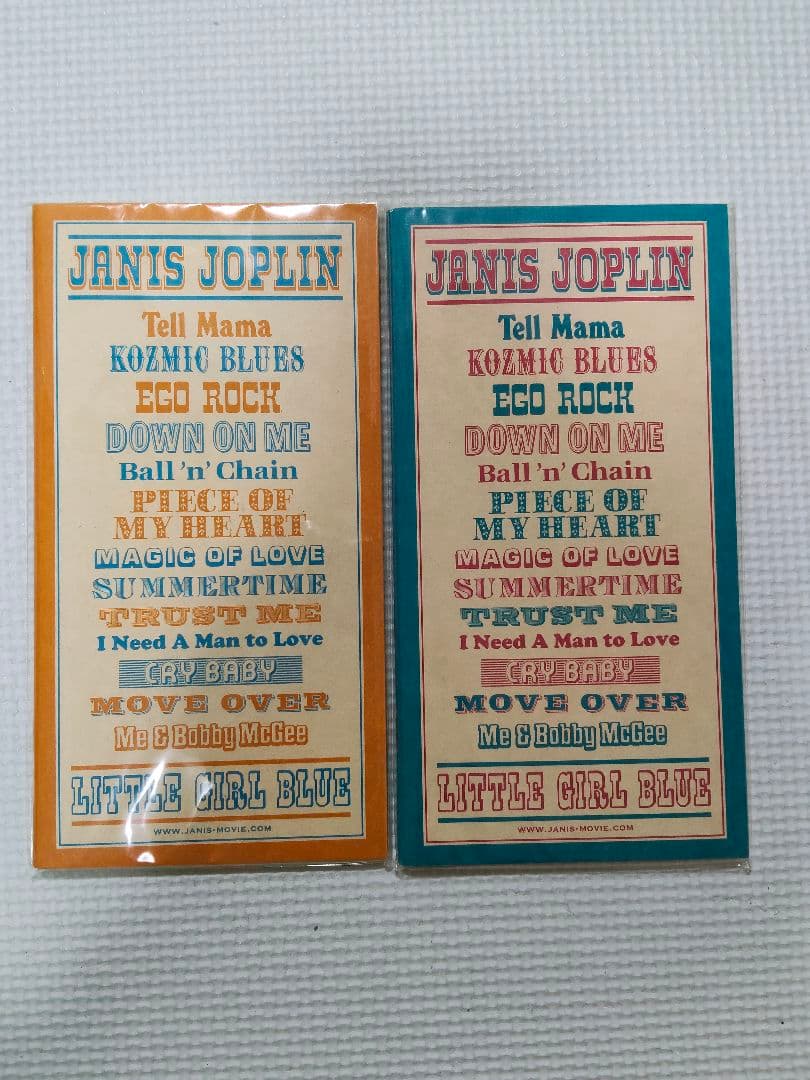 JANIS JOPLIN
Tell Mama
KOZMIC BLUES
EGO ROCK
DOWN ON ME
Ball 'n' Chain
PIECE OF
MY HEART
MAGIC OF LOVE
SUMMERTIME
TRUST ME
I Need A Man to Love
CRY BABY
MOVE OVER
Me & Bobby McGee
LITTLE GIRL BLUE
WWW.JANIS-MOVIE.COM
JANIS JOPLIN
Tell Mama
KOZMIC BLUES
EGO ROCK
DOWN ON ME
Ball 'n' Chain
PIECE OF
MY HEART
MAGIC OF LOVE
SUMMERTIME
TRUST ME
I Need A Man to Love
CRY BABY
MOVE OVER
Me & Bobby McGee
LITTLE GIRL BLUE
WWW.JANIS-MOVIE.COM